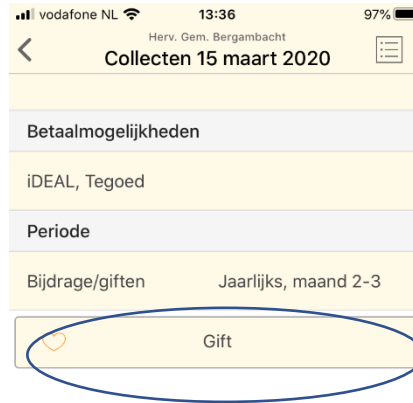 vodafone NL 13:36 97%
Herv. Gem. Bergambacht
Collecten 15 maart 2020
Betaalmogelijkheden
iDEAL, Tegoed
Periode
Bijdrage/giften Jaarlijks, maand 2-3
Gift